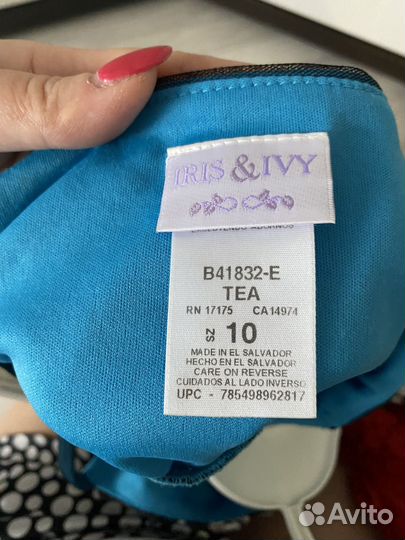 IRIS & IVY
B41832-E
TEA
RN 17175 CA14974
ZS 10
MADE IN EL SALVADOR
HECHO EN EL SALVADOR
CARE ON REVERSE
CUIDADOS AL LADO INVERSO
UPC - 785498962817
Avito